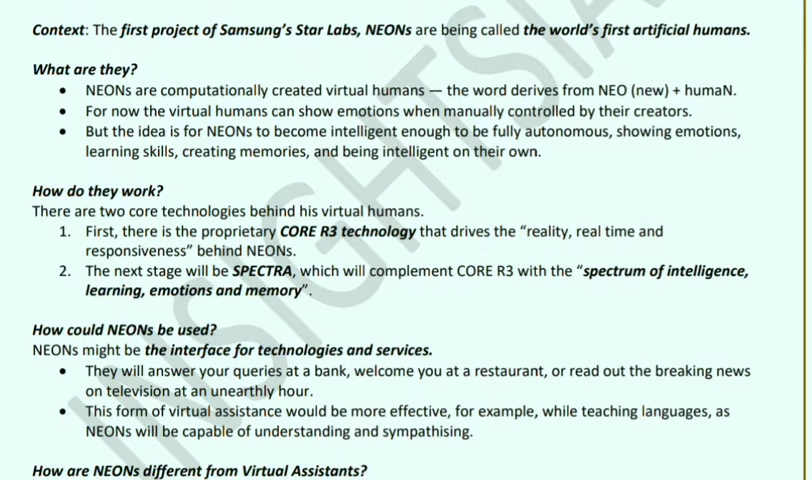 Context: The first project of Samsung's Star Labs, NEONs are being called the world's first artificial humans.
What are they?
• NEONs are computationally created virtual humans — the word derives from NEO (new) + humaN.
• For now the virtual humans can show emotions when manually controlled by their creators.
• But the idea is for NEONs to become intelligent enough to be fully autonomous, showing emotions,
learning skills, creating memories, and being intelligent on their own.
How do they work?
There are two core technologies behind his virtual humans.
1. First, there is the proprietary CORE R3 technology that drives the "reality, real time and
responsiveness" behind NEONs.
2. The next stage will be SPECTRA, which will complement CORE R3 with the "spectrum of intelligence,
learning, emotions and memory".
How could NEONs be used?
NEONs might be the interface for technologies and services.
• They will answer your queries at a bank, welcome you at a restaurant, or read out the breaking news
on television at an unearthly hour.
• This form of virtual assistance would be more effective, for example, while teaching languages, as
NEONs will be capable of understanding and sympathising.
How are NEONs different from Virtual Assistants?
INSIGHTSIA